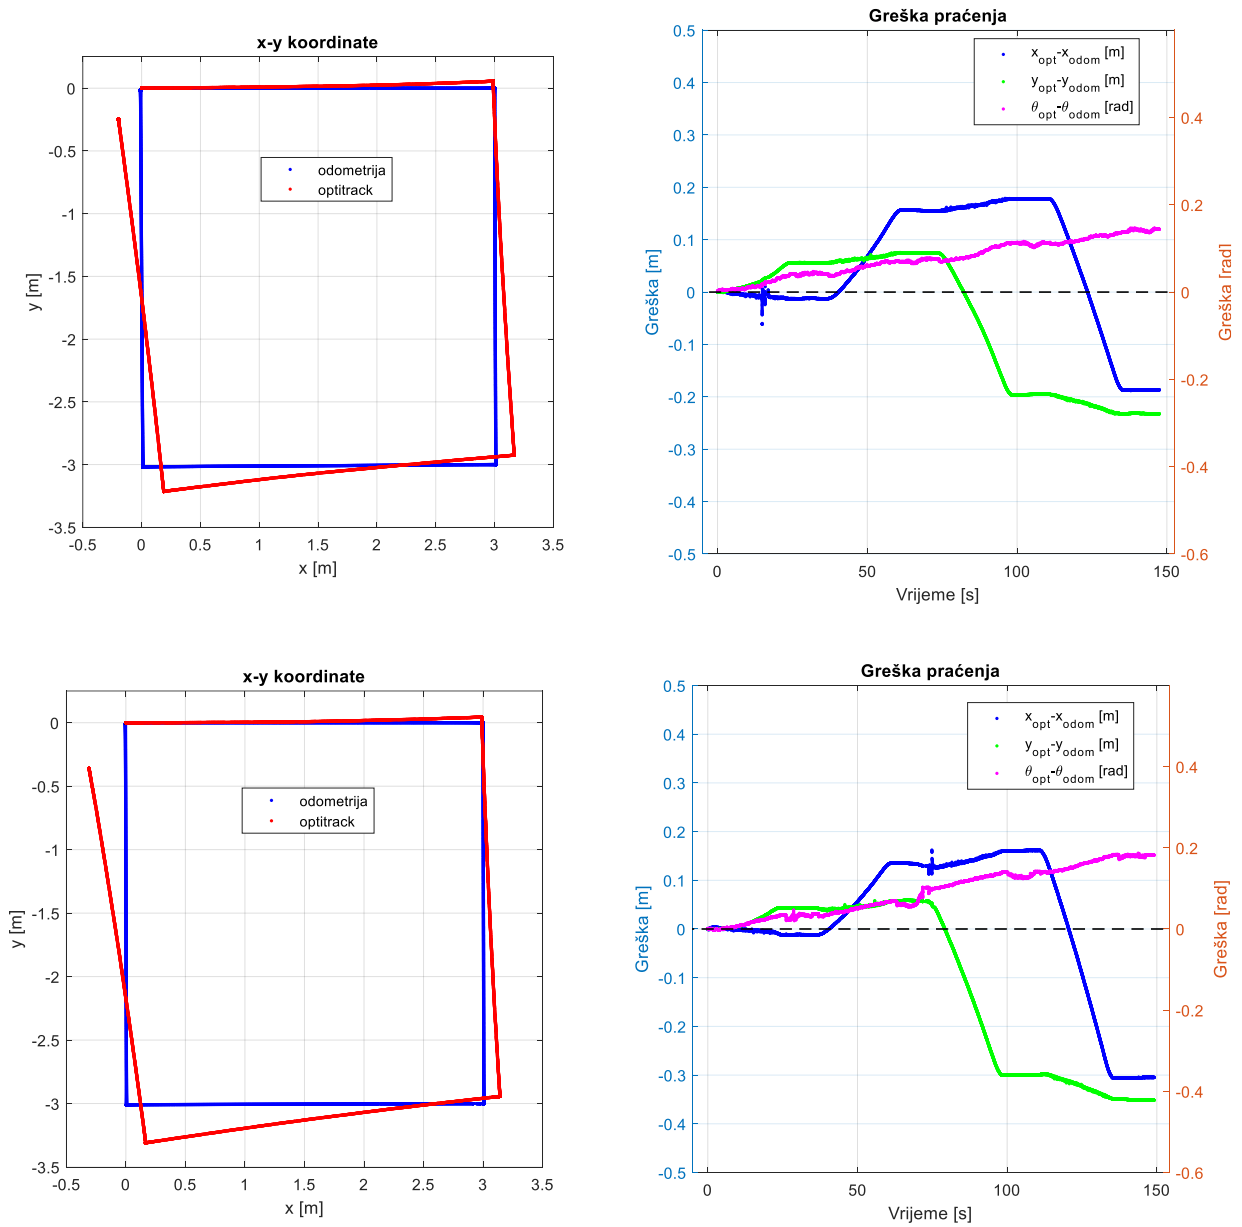 x-y koordinate
0
-0.5
-1
-1.5
-2
-2.5
-3
-3.5
y [m]
odometrija
optitrack
-0.5 0 0.5 1 1.5 2 2.5 3 3.5
x [m]
Greška praćenja
0.5
0.4
0.3
0.2
0.1
0
-0.1
-0.2
-0.3
-0.4
-0.5
Greška [m]
x_opt-x_odom [m]
y_opt-y_odom [m]
θ_opt-θ_odom [rad]
0.4
0.2
0
-0.2
-0.4
-0.6
Greška [rad]
0 50 100 150
Vrijeme [s]
x-y koordinate
0
-0.5
-1
-1.5
-2
-2.5
-3
-3.5
y [m]
odometrija
optitrack
-0.5 0 0.5 1 1.5 2 2.5 3 3.5
x [m]
Greška praćenja
0.5
0.4
0.3
0.2
0.1
0
-0.1
-0.2
-0.3
-0.4
-0.5
Greška [m]
x_opt-x_odom [m]
y_opt-y_odom [m]
θ_opt-θ_odom [rad]
0.4
0.2
0
-0.2
-0.4
-0.6
Greška [rad]
0 50 100 150
Vrijeme [s]